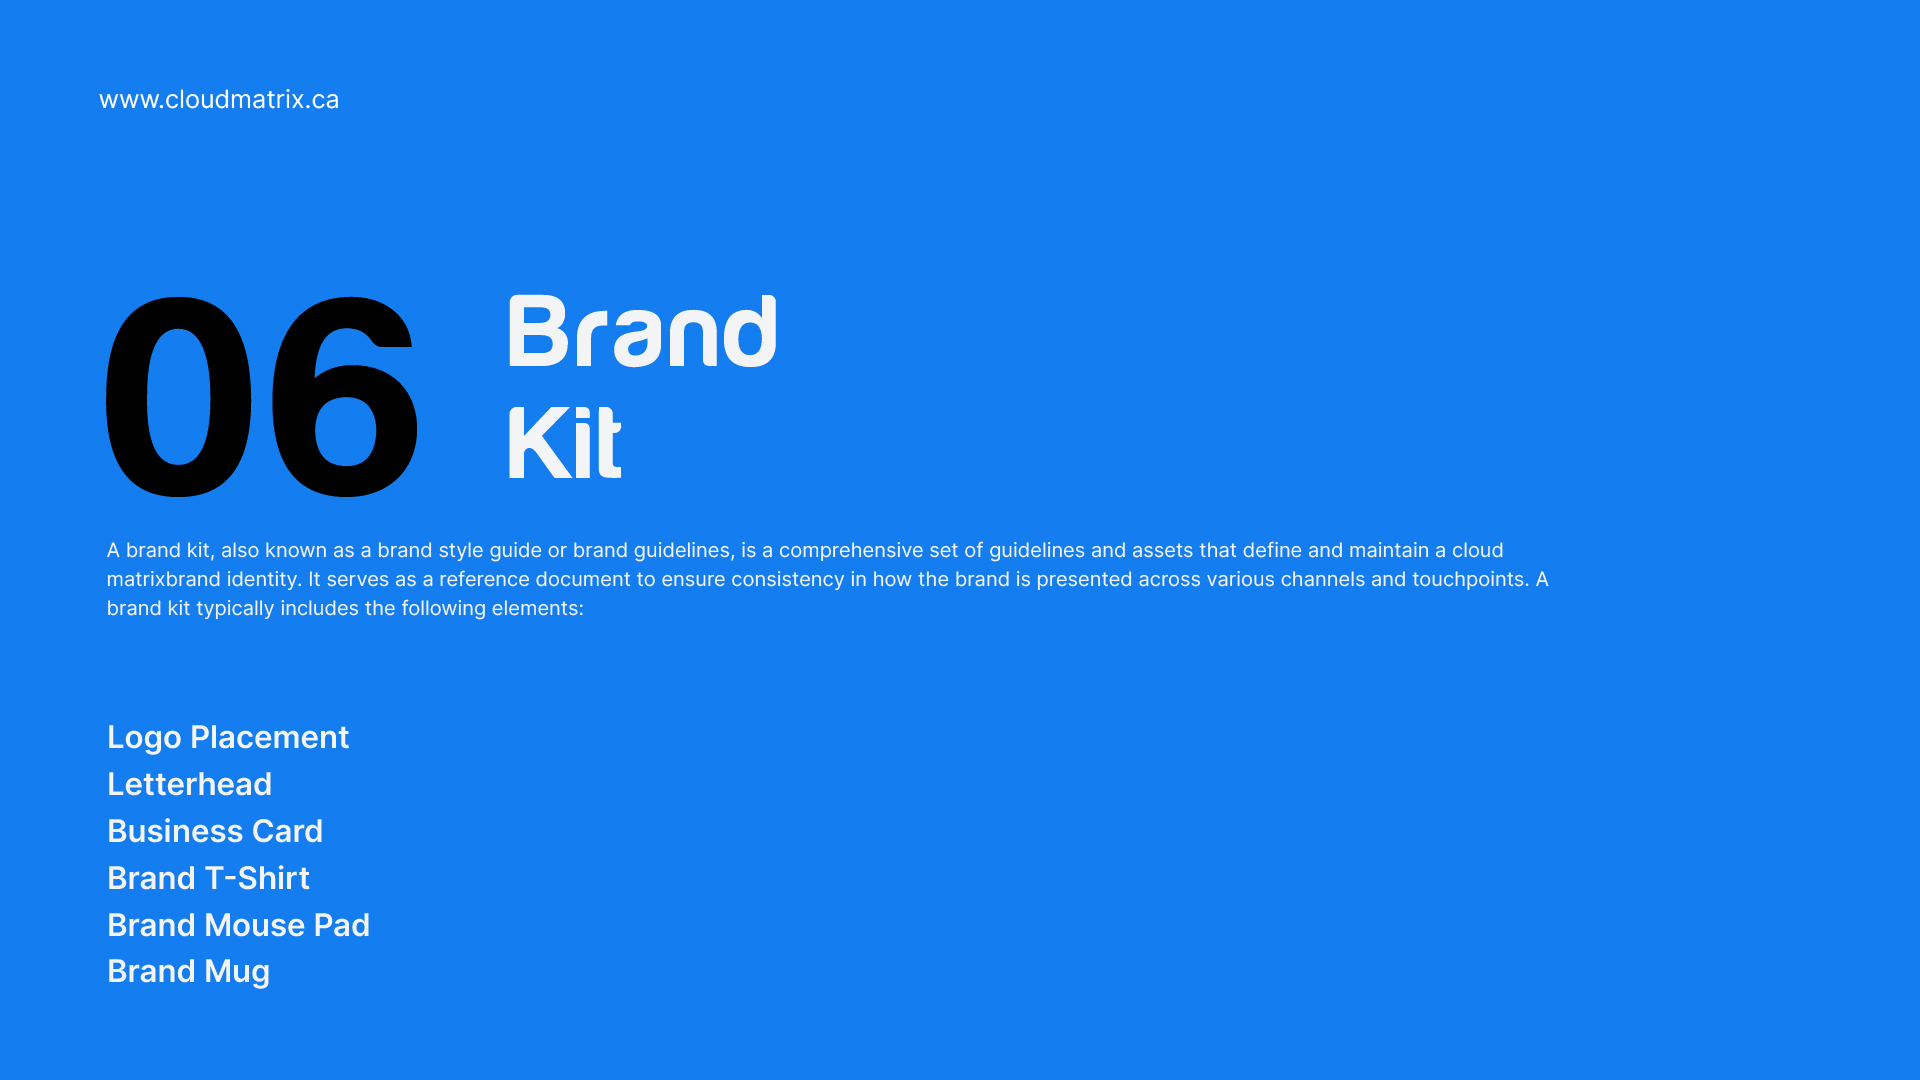 www.cloudmatrix.ca
06
Brand
Kit
A brand kit, also known as a brand style guide or brand guidelines, is a comprehensive set of guidelines and assets that define and maintain a cloud
matrixbrand identity. It serves as a reference document to ensure consistency in how the brand is presented across various channels and touchpoints. A
brand kit typically includes the following elements:
Logo Placement
Letterhead
Business Card
Brand T-Shirt
Brand Mouse Pad
Brand Mug